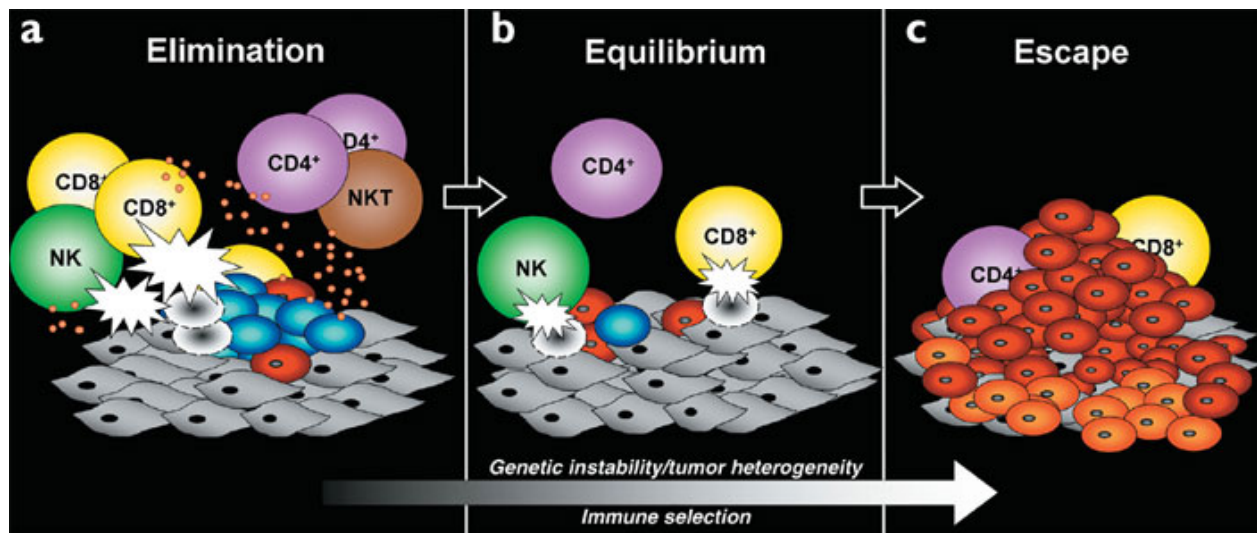 a
Elimination
CD8⁺
CD8⁺
NK
CD4⁺
D4⁺
NKT
b
Equilibrium
CD4⁺
NK
CD8⁺
c
Escape
CD4⁺
CD8⁺
Genetic instability/tumor heterogeneity
Immune selection